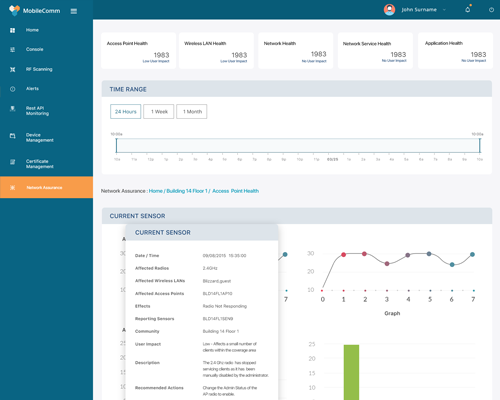 MobileComm
John Surname
Home
Console
RF Scanning
Alerts
Rest API
Monitoring
Device
Management
Certificate
Management
Network Assurance
Access Point Health
1983
Low User Impact
Wireless LAN Health
1983
Low User Impact
Network Health
1983
No User Impact
Network Service Health
1983
No User Impact
Application Health
1983
No User Impact
TIME RANGE
24 Hours
1 Week
1 Month
Network Assurance : Home / Building 14 Floor 1 / Access Point Health
CURRENT SENSOR
CURRENT SENSOR
Date / Time 09/08/2015 15:35:00
Affected Radios 2.4GHz
Affected Wireless LANs Blizzard,guest
Affected Access Points BLD14FL1AP10
Effects Radio Not Responding
Reporting Sensors BLD14FL1SEN9
Community Building 14 Floor 1
User Impact Low - Affects a small number of
clients within the coverage area
Description The 2.4 Ghz radio has stopped
servicing clients as it has been
manually disabled by the administrator.
Recommended Actions Change the Admin Status of the
AP radio to enable.
7
30
20
10
0 1 2 3 4 5 6 7
Graph
25
20
15
10
5